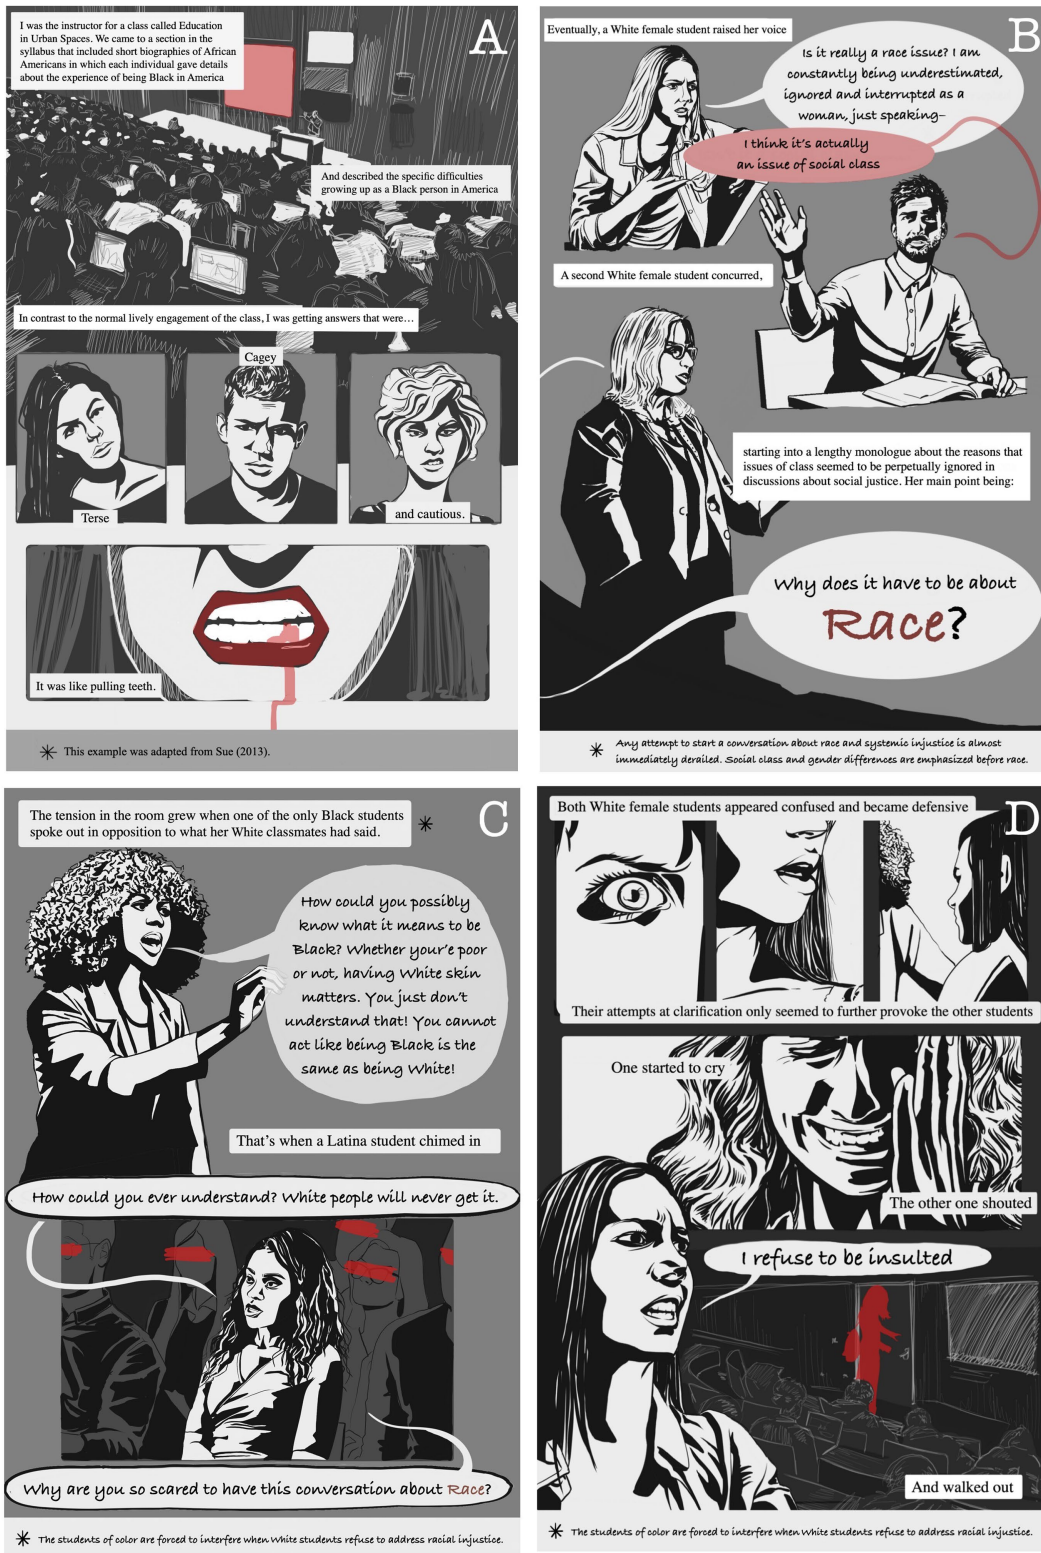 A
I was the instructor for a class called Education
in Urban Spaces. We came to a section in the
syllabus that included short biographies of African
Americans in which each individual gave details
about the experience of being Black in America
And described the specific difficulties
growing up as a Black person in America
In contrast to the normal lively engagement of the class, I was getting answers that were…
Terse
Cagey
and cautious.
It was like pulling teeth.
This example was adapted from Sue (2013).
B
Eventually, a White female student raised her voice
Is it really a race issue? I am
constantly being underestimated,
ignored and interrupted as a
woman, just speaking–
I think it's actually
an issue of social class
A second White female student concurred,
starting into a lengthy monologue about the reasons that
issues of class seemed to be perpetually ignored in
discussions about social justice. Her main point being:
Why does it have to be about
Race?
Any attempt to start a conversation about race and systemic injustice is almost
immediately derailed. Social class and gender differences are emphasized before race.
C
The tension in the room grew when one of the only Black students
spoke out in opposition to what her White classmates had said.
How could you possibly
know what it means to be
Black? Whether your'e poor
or not, having White skin
matters. You just don't
understand that! You cannot
act like being Black is the
same as being White!
That's when a Latina student chimed in
How could you ever understand? White people will never get it.
Why are you so scared to have this conversation about Race?
The students of color are forced to interfere when White students refuse to address racial injustice.
D
Both White female students appeared confused and became defensive
Their attempts at clarification only seemed to further provoke the other students
One started to cry
The other one shouted
I refuse to be insulted
And walked out
The students of color are forced to interfere when White students refuse to address racial injustice.